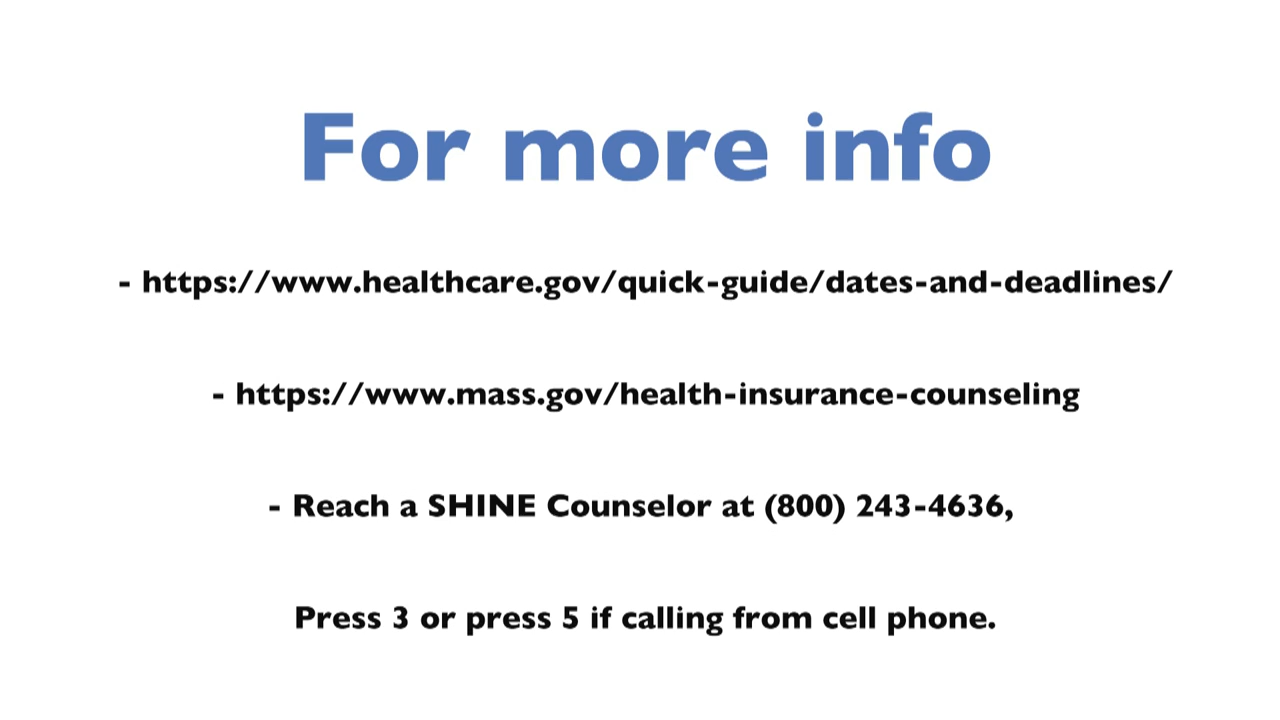 For more info
- https://www.healthcare.gov/quick-guide/dates-and-deadlines/
- https://www.mass.gov/health-insurance-counseling
- Reach a SHINE Counselor at (800) 243-4636,
Press 3 or press 5 if calling from cell phone.